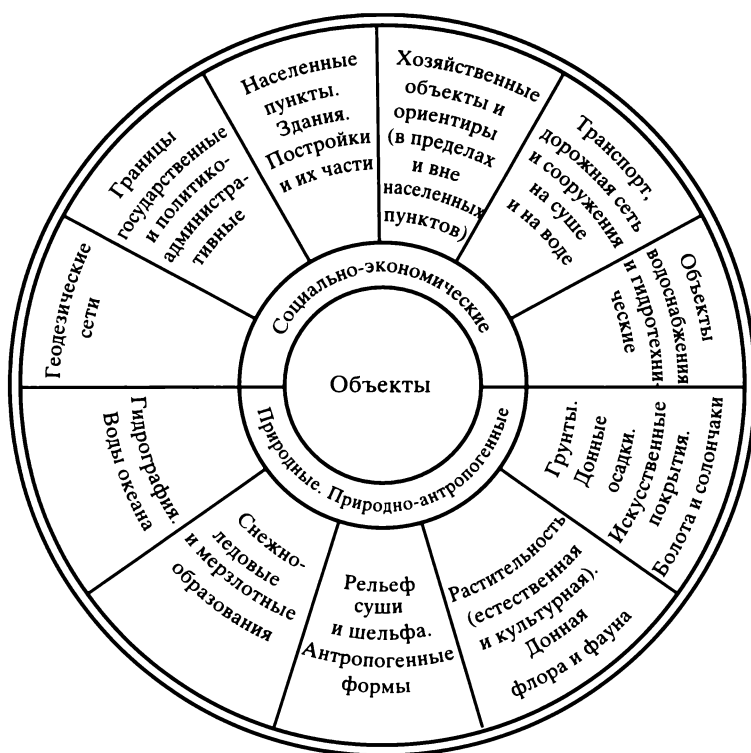 Объекты
Социально-экономические
Природные. Природно-антропогенные
Геодезические
сети
Границы
государственные
и политико-
администра-
тивные
Населенные
пункты.
Здания.
Постройки
и их части
Хозяйственные
объекты и
ориентиры
(в пределах
и вне
населенных
пунктов)
Транспорт,
дорожная сеть
и сооружения
на суше
и на воде
Объекты
водоснабжения
и гидротехни-
ческие
Грунты.
Донные
осадки.
Искусственные
покрытия.
Болота и солончаки
Растительность
(естественная
и культурная).
Донная
флора и фауна
Рельеф
суши
и шельфа.
Антропогенные
формы
Снежно-
ледовые
и мерзлотные
образования
Гидрография.
Воды океана